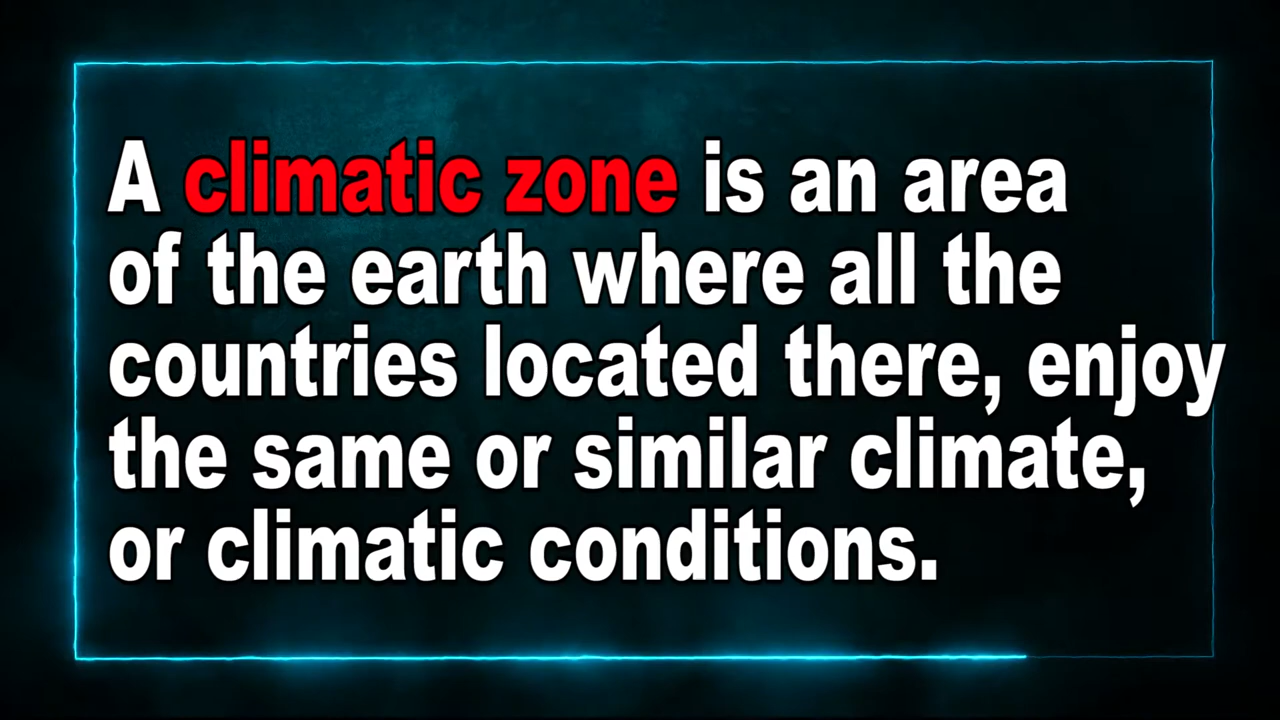 A climatic zone is an area
of the earth where all the
countries located there, enjoy
the same or similar climate,
or climatic conditions.